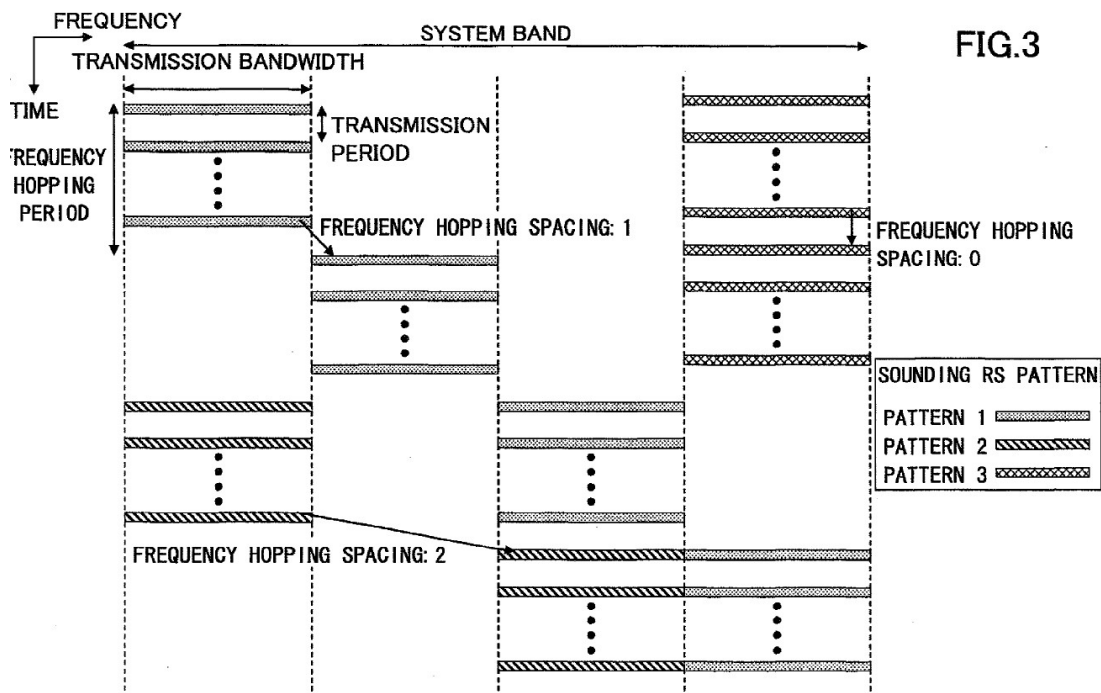 FREQUENCY
SYSTEM BAND
FIG.3
TRANSMISSION BANDWIDTH
TIME
TRANSMISSION
PERIOD
FREQUENCY
HOPPING
PERIOD
FREQUENCY HOPPING SPACING: 1
FREQUENCY HOPPING
SPACING: 0
SOUNDING RS PATTERN
PATTERN 1
PATTERN 2
PATTERN 3
FREQUENCY HOPPING SPACING: 2